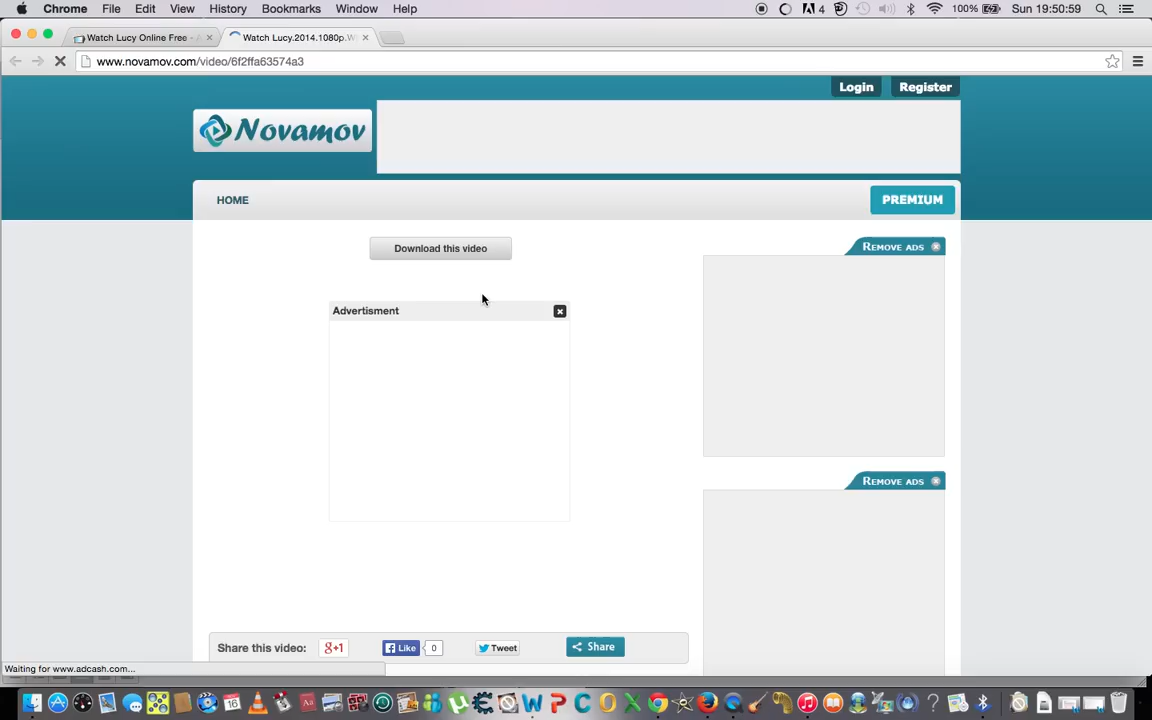 Chrome File Edit View History Bookmarks Window Help 4 100% Sun 19:50:59
Watch Lucy Online Free - Watch Lucy.2014.1080p.W
www.novamov.com/video/6f2ffa63574a3
Login Register
Novamov
HOME PREMIUM
Download this video
REMOVE ADS
Advertisment
REMOVE ADS
Share this video: g+1 Like 0 Tweet Share
Waiting for www.adcash.com...